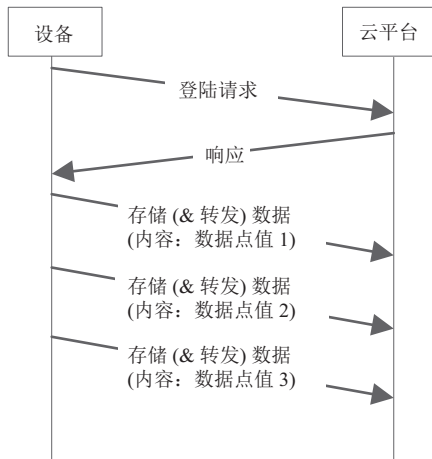 设备
云平台
登陆请求
响应
存储 (& 转发) 数据
(内容：数据点值 1)
存储 (& 转发) 数据
(内容：数据点值 2)
存储 (& 转发) 数据
(内容：数据点值 3)